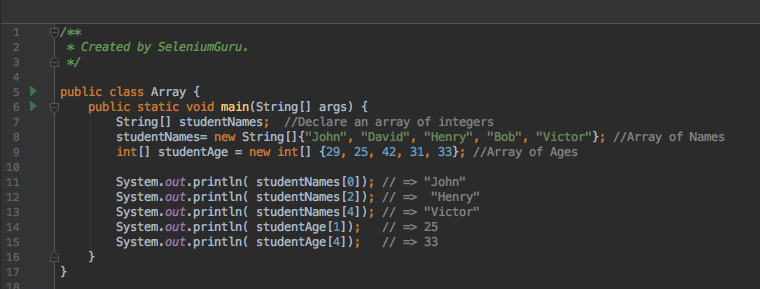 1 /**
2  * Created by SeleniumGuru.
3  */
4
5 public class Array {
6     public static void main(String[] args) {
7         String[] studentNames;  //Declare an array of integers
8         studentNames= new String[]{"John", "David", "Henry", "Bob", "Victor"}; //Array of Names
9         int[] studentAge = new int[] {29, 25, 42, 31, 33}; //Array of Ages
10
11         System.out.println( studentNames[0]); // => "John"
12         System.out.println( studentNames[2]); // =>  "Henry"
13         System.out.println( studentNames[4]); // => "Victor"
14         System.out.println( studentAge[1]);   // => 25
15         System.out.println( studentAge[4]);   // => 33
16     }
17 }
18